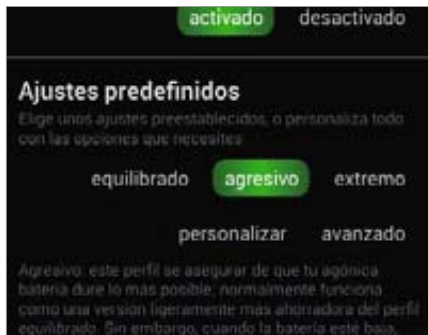 activado desactivado
Ajustes predefinidos
Elige unos ajustes preestablecidos, o personaliza todo
con las opciones que necesites
equilibrado agresivo extremo
personalizar avanzado
Agresivo: este perfil se asegurar de que tu agónica
batería dure lo más posible, normalmente funciona
como una versión ligeramente más ahorradora del perfil
equilibrado. Sin embargo, cuando la batería esté baja,